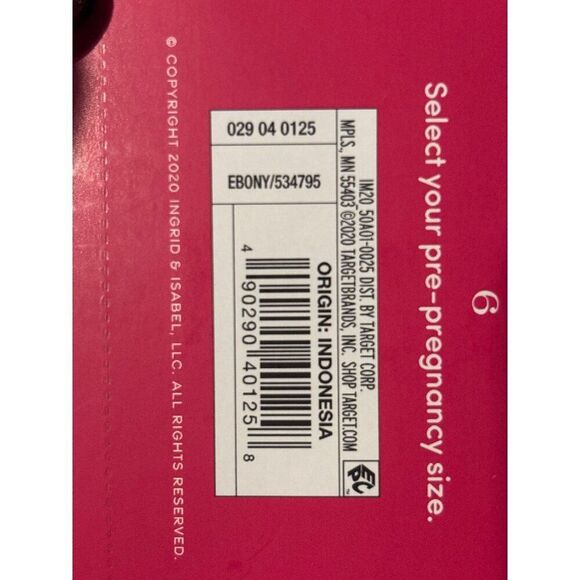 6
Select your pre-pregnancy size.
029 04 0125
EBONY/534795
IM20 50A01-0025 DIST. BY TARGET CORP.
MPLS., MN 55403 ©2020 TARGETBRANDS, INC. SHOP TARGET.COM
ORIGIN: INDONESIA
4 90290 40125 8
EPC™
© COPYRIGHT 2020 INGRID & ISABEL, LLC. ALL RIGHTS RESERVED.